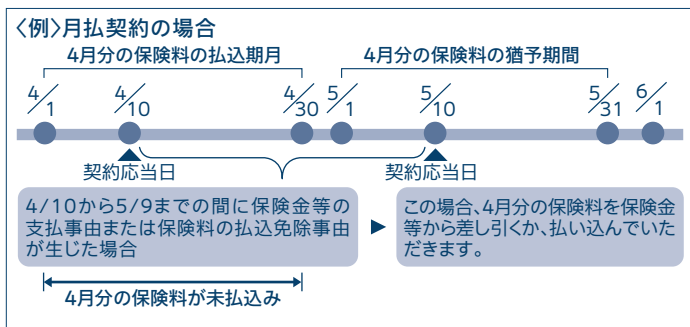 〈例〉月払契約の場合
4月分の保険料の払込期月 4月分の保険料の猶予期間
4/1 4/10 4/30 5/1 5/10 5/31 6/1
契約応当日 契約応当日
4/10から5/9までの間に保険金等の
支払事由または保険料の払込免除事由
が生じた場合
この場合、4月分の保険料を保険金
等から差し引くか、払い込んでいた
だきます。
4月分の保険料が未払込み